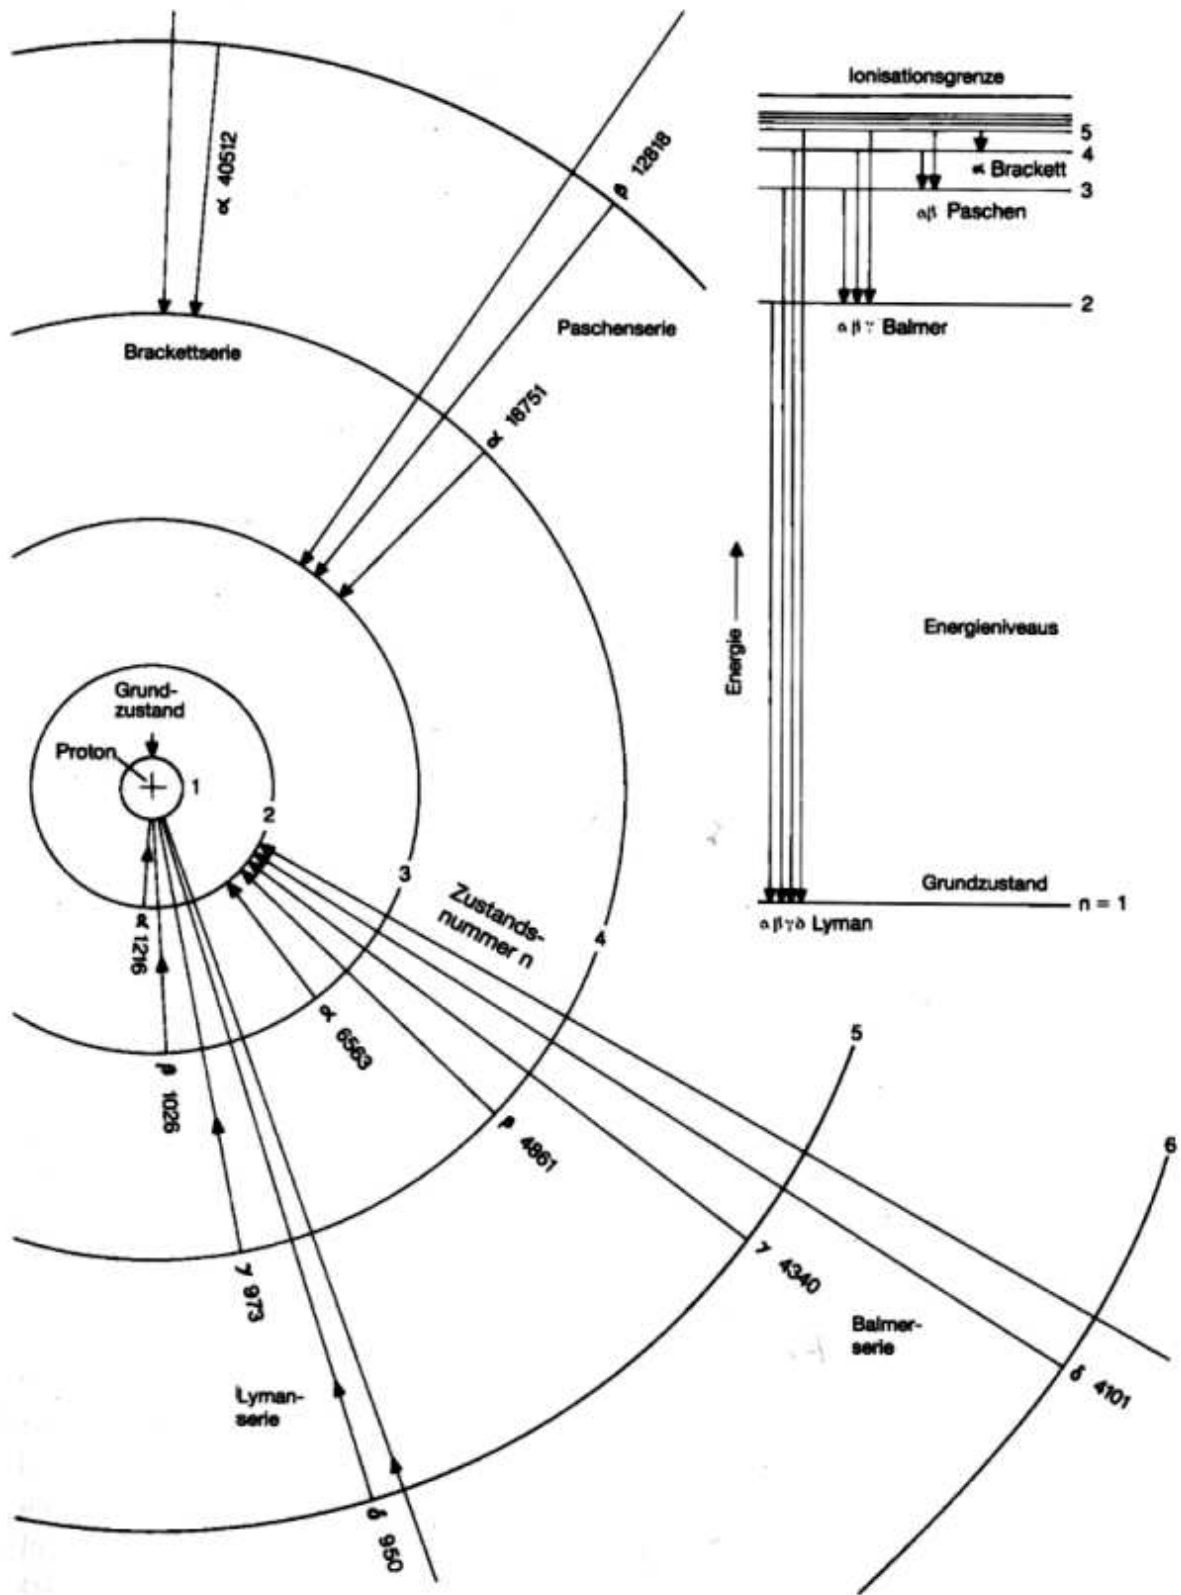 α 40512
β 12818
Brackettserie
Paschenserie
α 18751
Grund-
zustand
Proton
1
2
3
4
5
6
Zustands-
nummer n
α 1216
β 1026
γ 973
δ 950
Lyman-
serie
α 6563
β 4861
γ 4340
δ 4101
Balmer-
serie
Ionisationsgrenze
5
4
α Brackett
3
αβ Paschen
2
α β γ Balmer
Energie
Energieniveaus
Grundzustand
n = 1
α β γ δ Lyman